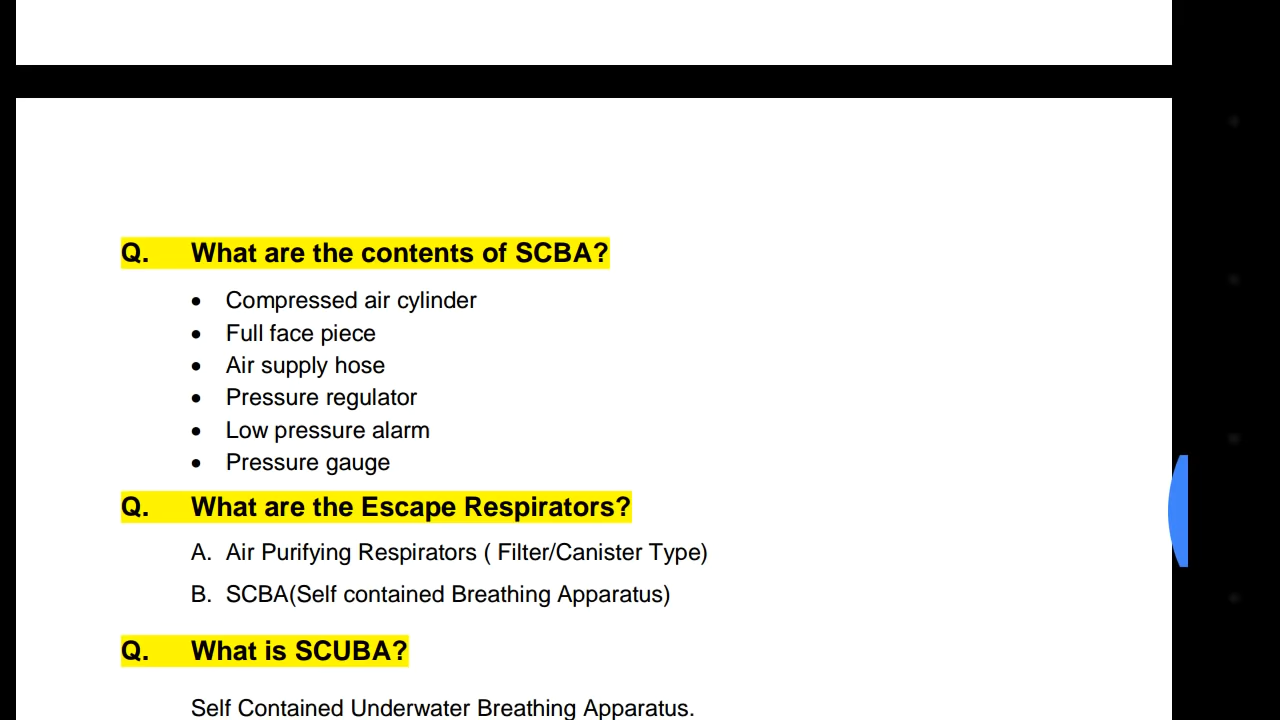 Q. What are the contents of SCBA?
• Compressed air cylinder
• Full face piece
• Air supply hose
• Pressure regulator
• Low pressure alarm
• Pressure gauge
Q. What are the Escape Respirators?
A. Air Purifying Respirators ( Filter/Canister Type)
B. SCBA(Self contained Breathing Apparatus)
Q. What is SCUBA?
Self Contained Underwater Breathing Apparatus.